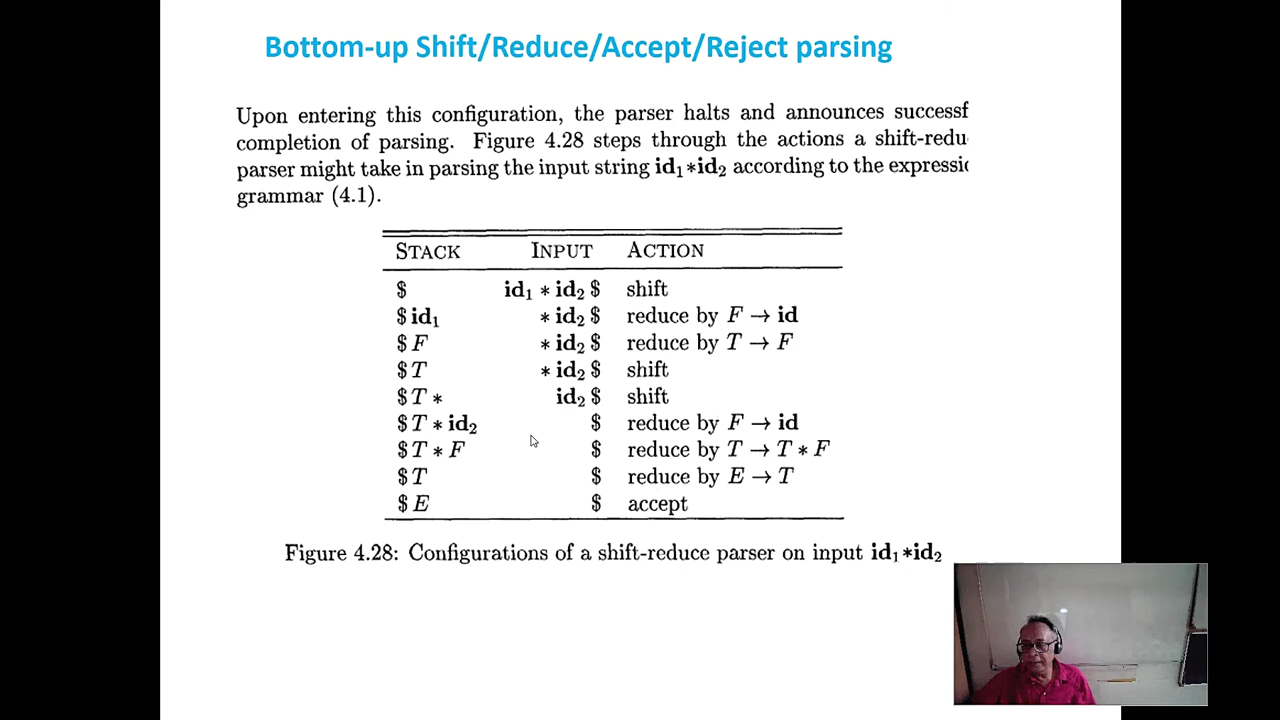 Bottom-up Shift/Reduce/Accept/Reject parsing
Upon entering this configuration, the parser halts and announces successf
completion of parsing. Figure 4.28 steps through the actions a shift-redu
parser might take in parsing the input string id₁*id₂ according to the expressi
grammar (4.1).
STACK INPUT ACTION
$ id₁ * id₂ $ shift
$ id₁ * id₂ $ reduce by F → id
$ F * id₂ $ reduce by T → F
$ T * id₂ $ shift
$ T * id₂ $ shift
$ T * id₂ $ reduce by F → id
$ T * F $ reduce by T → T * F
$ T $ reduce by E → T
$ E $ accept
Figure 4.28: Configurations of a shift-reduce parser on input id₁*id₂